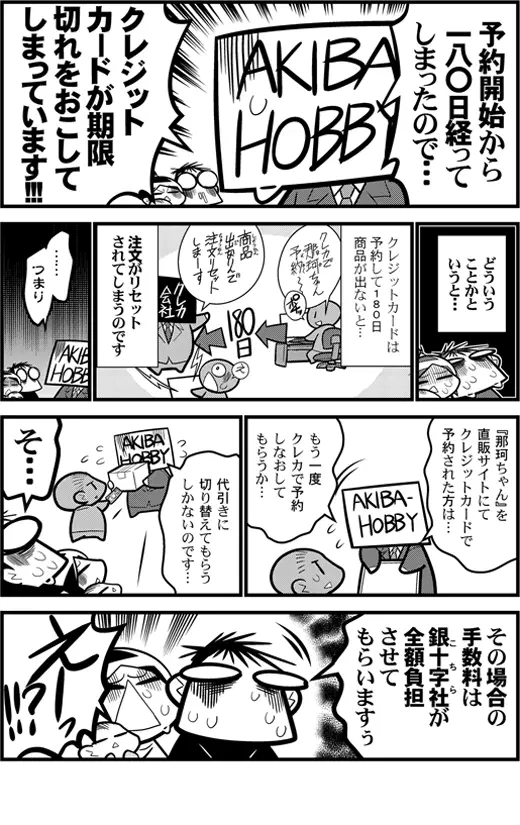 予約開始から
一八〇日経って
しまったので…
AKIBA
HOBBY
クレジット
カードが期限
切れをおこして
しまっています!!!
どういう
ことかと
いうと…
クレジットカードは
予約して180日
商品が出ないと…
クレカで
那珂ちゃん
予約〜
180日
商品
出ないんで
注文リセット
しまーす
クレカ
会社
注文がリセット
されてしまうのです
……
つまり
AKIBA
HOBBY
『那珂ちゃん』を
直販サイトにて
クレジットカードで
予約された方は…
AKIBA-
HOBBY
もう一度
クレカで予約
しなおして
もらうか…
AKIBA
HOBBY
代引きに
切り替えてもらう
しかないのです…
そ…
その場合の
手数料は
銀十字社が
こちら
全額負担
させて
もらいますぅ